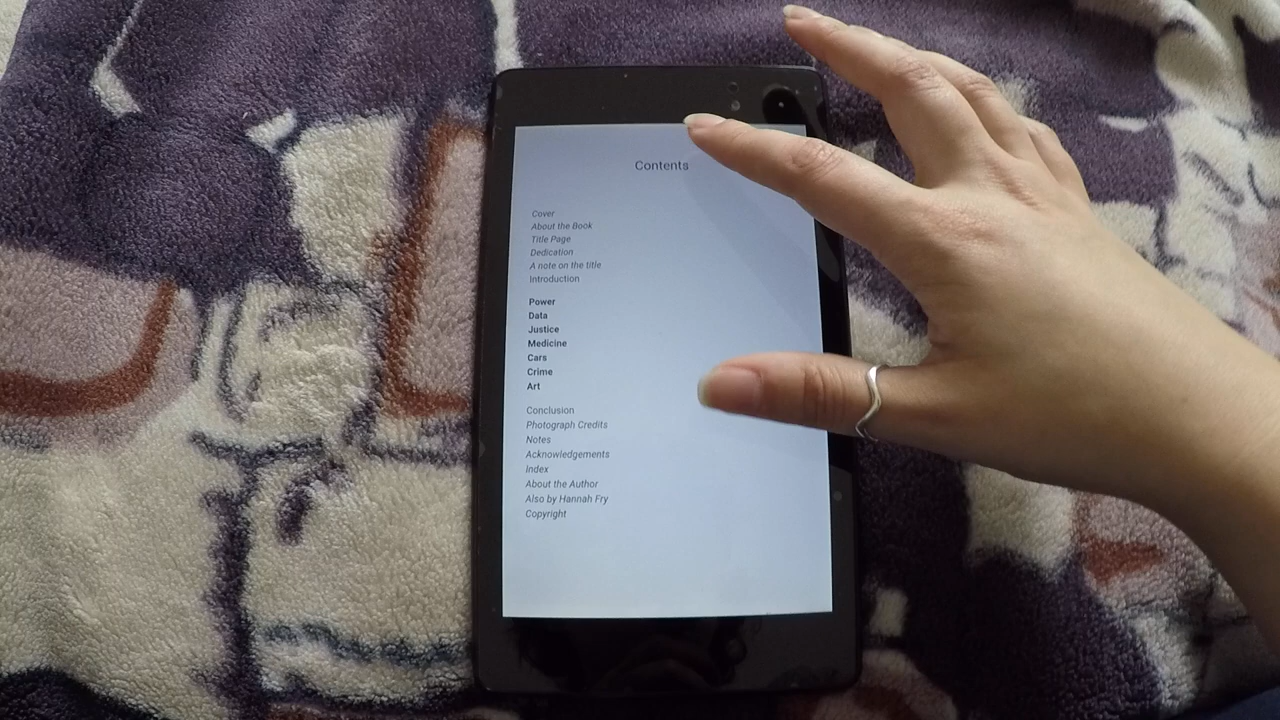 Contents
Cover
About the Book
Title Page
Dedication
A note on the title
Introduction
Power
Data
Justice
Medicine
Cars
Crime
Art
Conclusion
Photograph Credits
Notes
Acknowledgements
Index
About the Author
Also by Hannah Fry
Copyright